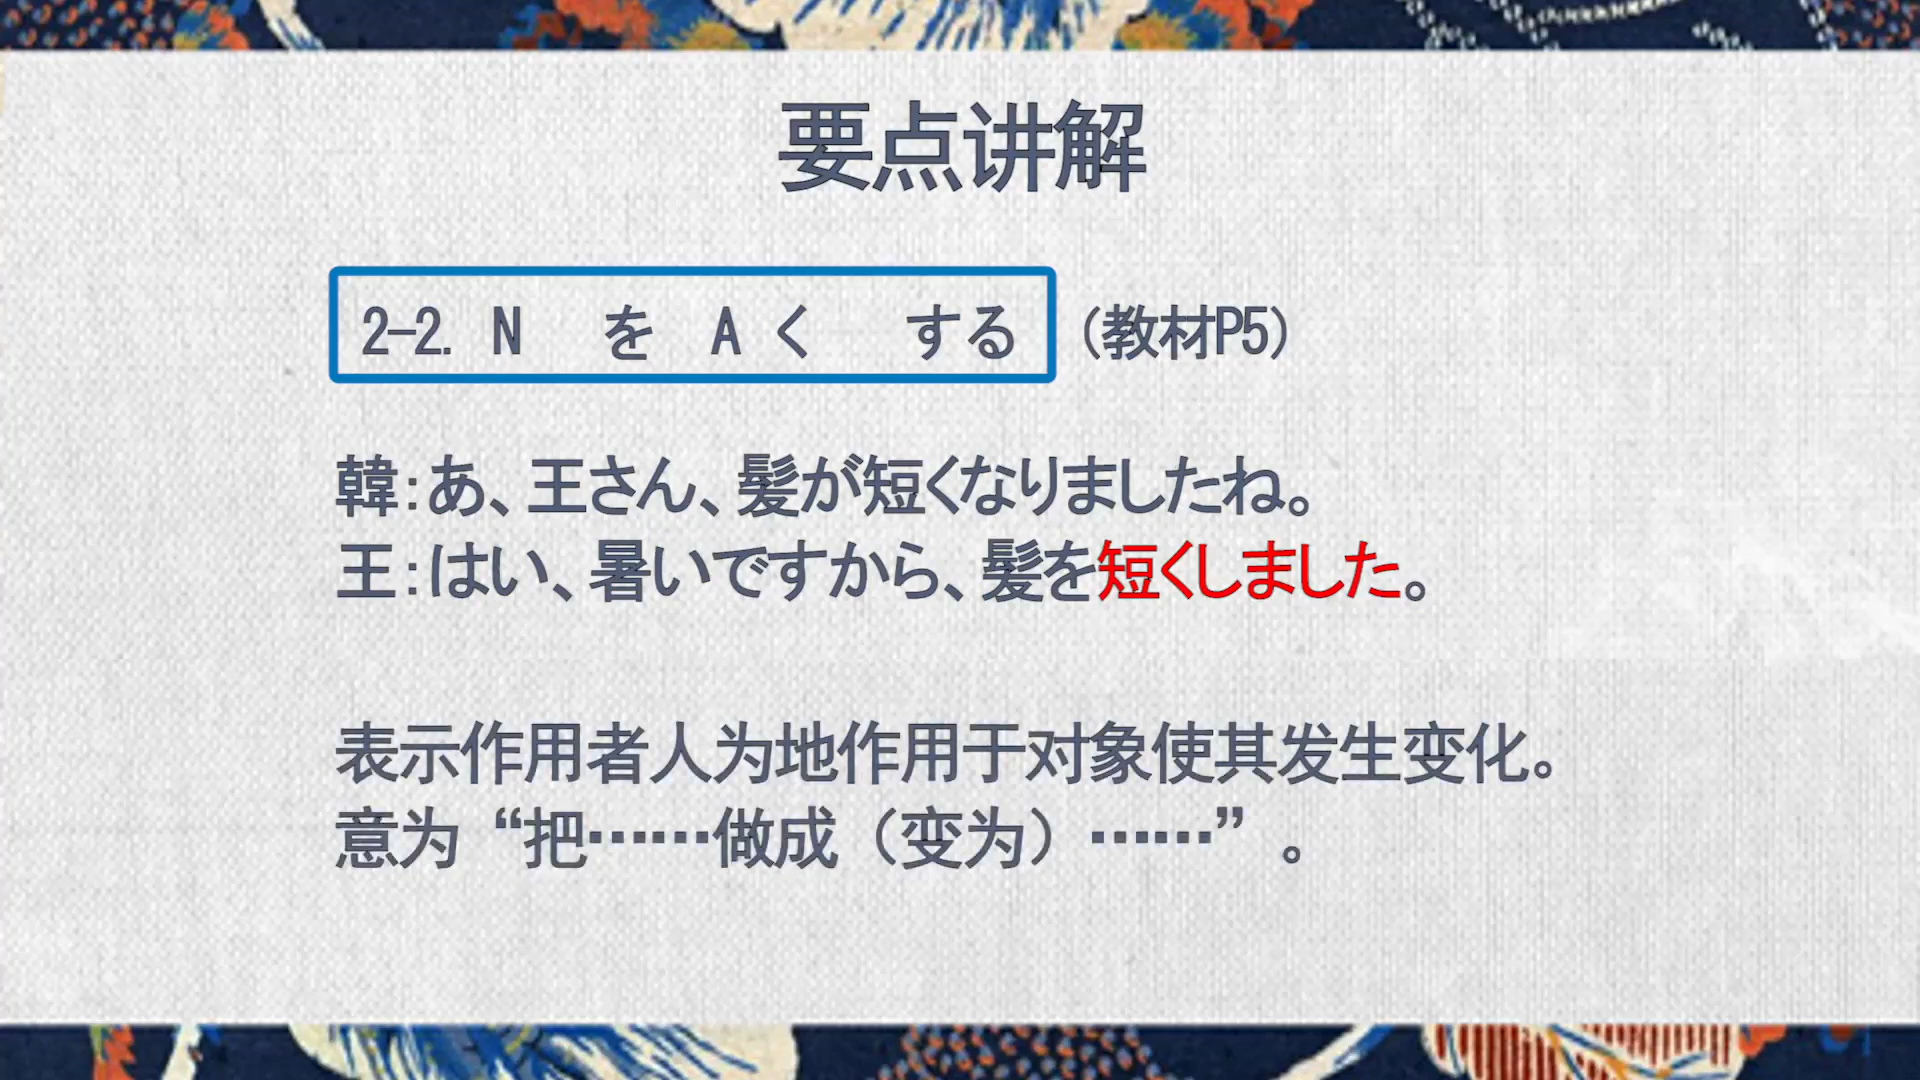 要点讲解
2-2. N を A く する (教材P5)
韓:あ、王さん、髪が短くなりましたね。
王:はい、暑いですから、髪を短くしました。
表示作用者人为地作用于对象使其发生变化。
意为“把……做成（变为）……”。